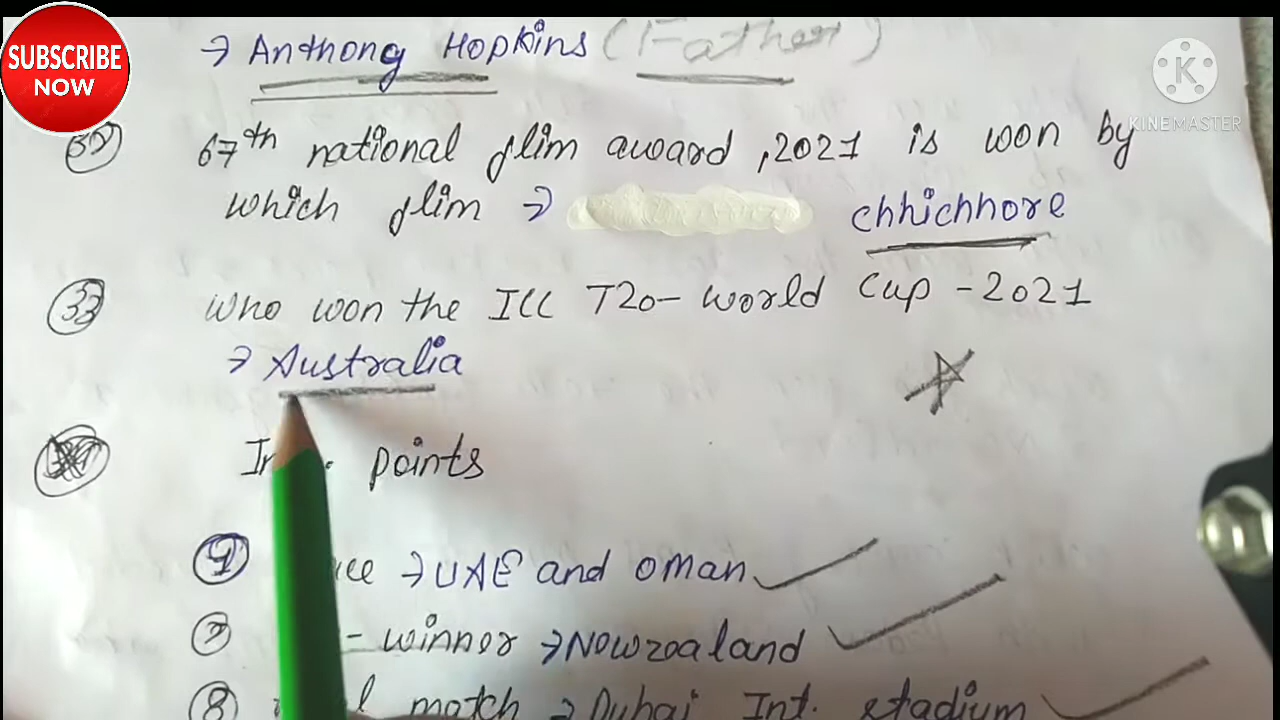 SUBSCRIBE
NOW
→ Anthony Hopkins (Father)
KINEMASTER
67th national flim award ,2021 is won by
which flim → chhichhore
33 who won the ICC T20- world Cup - 2021
→ Australia
points
→ UAE and oman
- winner → Nowzoaland
8 match → Dubai Int. stadium